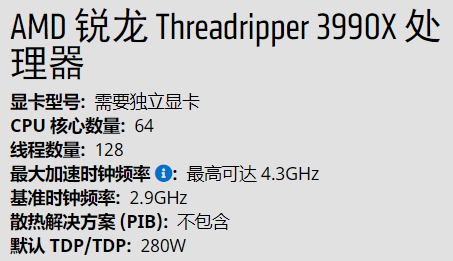 AMD 锐龙 Threadripper 3990X 处
理器
显卡型号: 需要独立显卡
CPU 核心数量: 64
线程数量: 128
最大加速时钟频率 i: 最高可达 4.3GHz
基准时钟频率: 2.9GHz
散热解决方案 (PIB): 不包含
默认 TDP/TDP: 280W